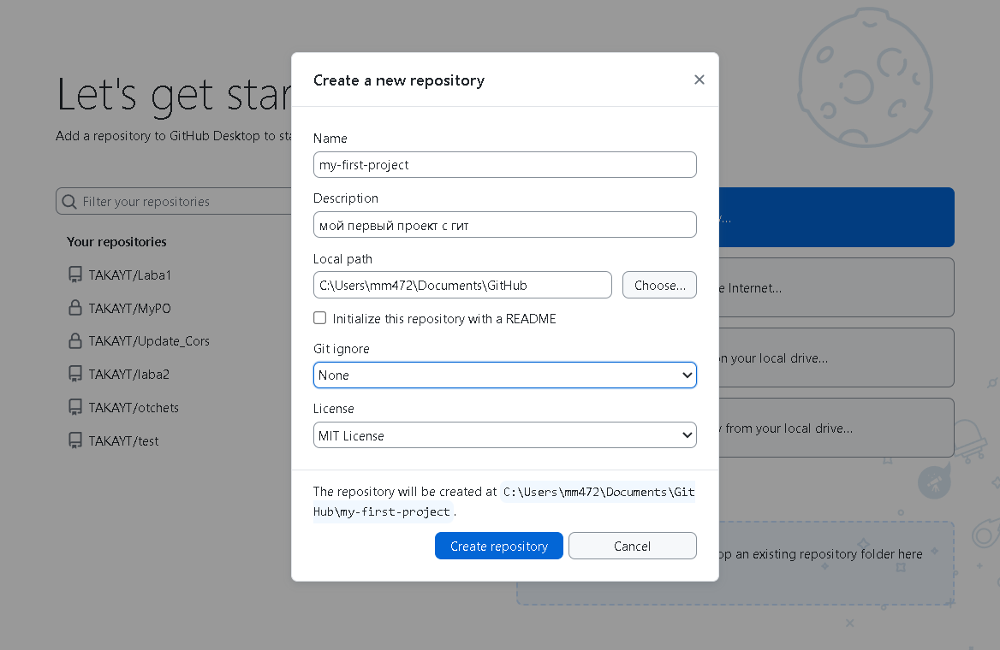 Let's get star
Add a repository to GitHub Desktop to sta
Filter your repositories
Your repositories
TAKAYT/Laba1
TAKAYT/MyPO
TAKAYT/Update_Cors
TAKAYT/laba2
TAKAYT/otchets
TAKAYT/test
Create a new repository
Name
my-first-project
Description
мой первый проект с гит
Local path
C:\Users\mm472\Documents\GitHub
Choose...
Initialize this repository with a README
Git ignore
None
License
MIT License
The repository will be created at C:\Users\mm472\Documents\Git
Hub\my-first-project.
Create repository
Cancel
y...
e Internet...
on your local drive...
y from your local drive...
op an existing repository folder here